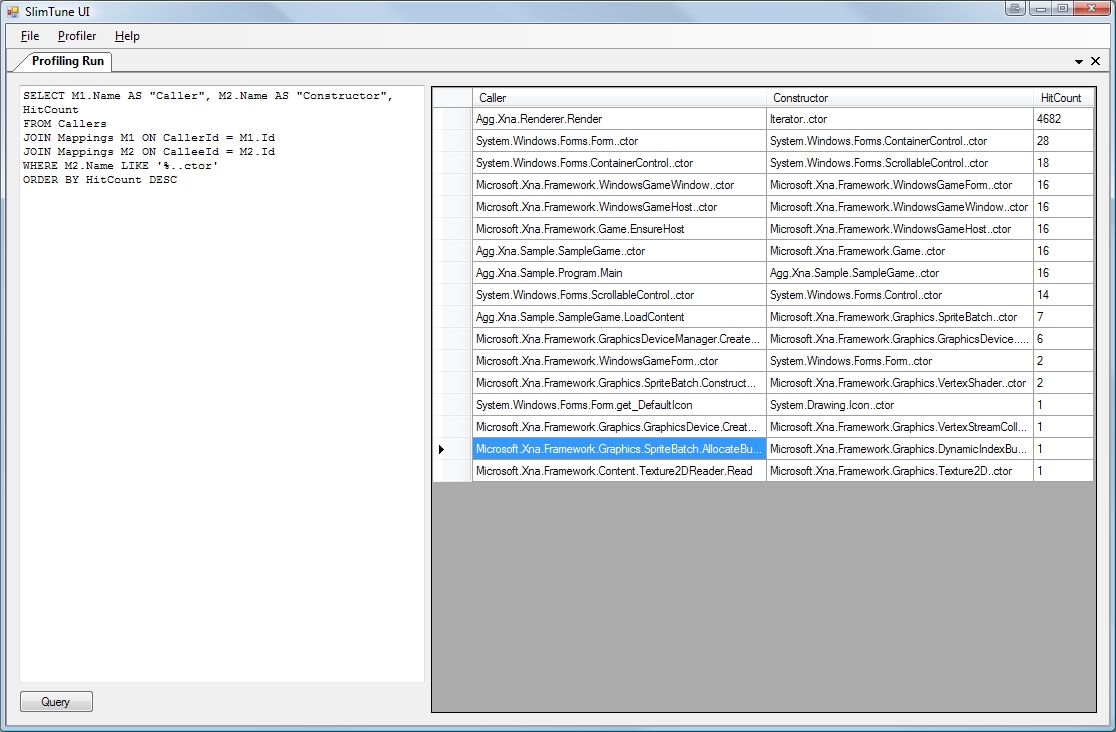 SlimTune UI
File Profiler Help
Profiling Run
SELECT M1.Name AS "Caller", M2.Name AS "Constructor",
HitCount
FROM Callers
JOIN Mappings M1 ON CallerId = M1.Id
JOIN Mappings M2 ON CalleeId = M2.Id
WHERE M2.Name LIKE '%..ctor'
ORDER BY HitCount DESC
Query
Caller Constructor HitCount
Agg.Xna.Renderer.Render Iterator..ctor 4682
System.Windows.Forms.Form..ctor System.Windows.Forms.ContainerControl..ctor 28
System.Windows.Forms.ContainerControl..ctor System.Windows.Forms.ScrollableControl..ctor 18
Microsoft.Xna.Framework.WindowsGameWindow..ctor Microsoft.Xna.Framework.WindowsGameForm..ctor 16
Microsoft.Xna.Framework.WindowsGameHost..ctor Microsoft.Xna.Framework.WindowsGameWindow..ctor 16
Microsoft.Xna.Framework.Game.EnsureHost Microsoft.Xna.Framework.WindowsGameHost..ctor 16
Agg.Xna.Sample.SampleGame..ctor Microsoft.Xna.Framework.Game..ctor 16
Agg.Xna.Sample.Program.Main Agg.Xna.Sample.SampleGame..ctor 16
System.Windows.Forms.ScrollableControl..ctor System.Windows.Forms.Control..ctor 14
Agg.Xna.Sample.SampleGame.LoadContent Microsoft.Xna.Framework.Graphics.SpriteBatch..ctor 7
Microsoft.Xna.Framework.GraphicsDeviceManager.Create... Microsoft.Xna.Framework.Graphics.GraphicsDevice..... 6
Microsoft.Xna.Framework.WindowsGameForm..ctor System.Windows.Forms.Form..ctor 2
Microsoft.Xna.Framework.Graphics.SpriteBatch.Construct... Microsoft.Xna.Framework.Graphics.VertexShader..ctor 2
System.Windows.Forms.Form.get_DefaultIcon System.Drawing.Icon..ctor 1
Microsoft.Xna.Framework.Graphics.GraphicsDevice.Creat... Microsoft.Xna.Framework.Graphics.VertexStreamColl... 1
Microsoft.Xna.Framework.Graphics.SpriteBatch.AllocateBu... Microsoft.Xna.Framework.Graphics.DynamicIndexBu... 1
Microsoft.Xna.Framework.Content.Texture2DReader.Read Microsoft.Xna.Framework.Graphics.Texture2D..ctor 1